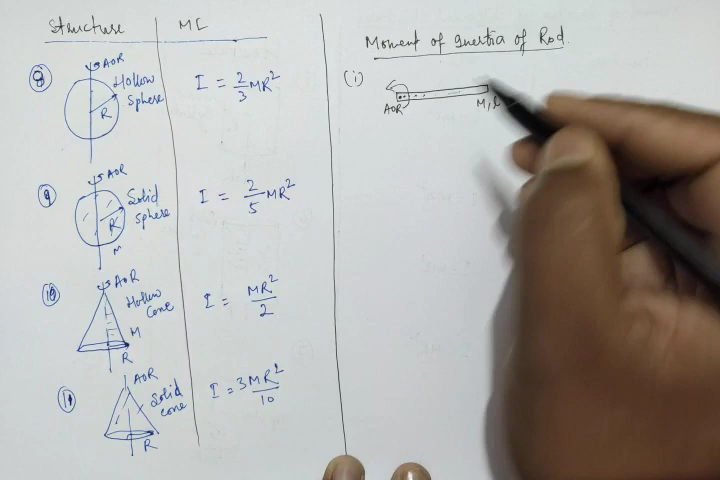 Structure MI
(8) AOR Hollow Sphere R I = 2/3 MR²
(9) AOR Solid Sphere R M I = 2/5 MR²
(10) AOR Hollow Cone M R I = MR²/2
(11) AOR Solid cone R I = 3MR²/10
Moment of Inertia of Rod.
(i)
AOR M, l